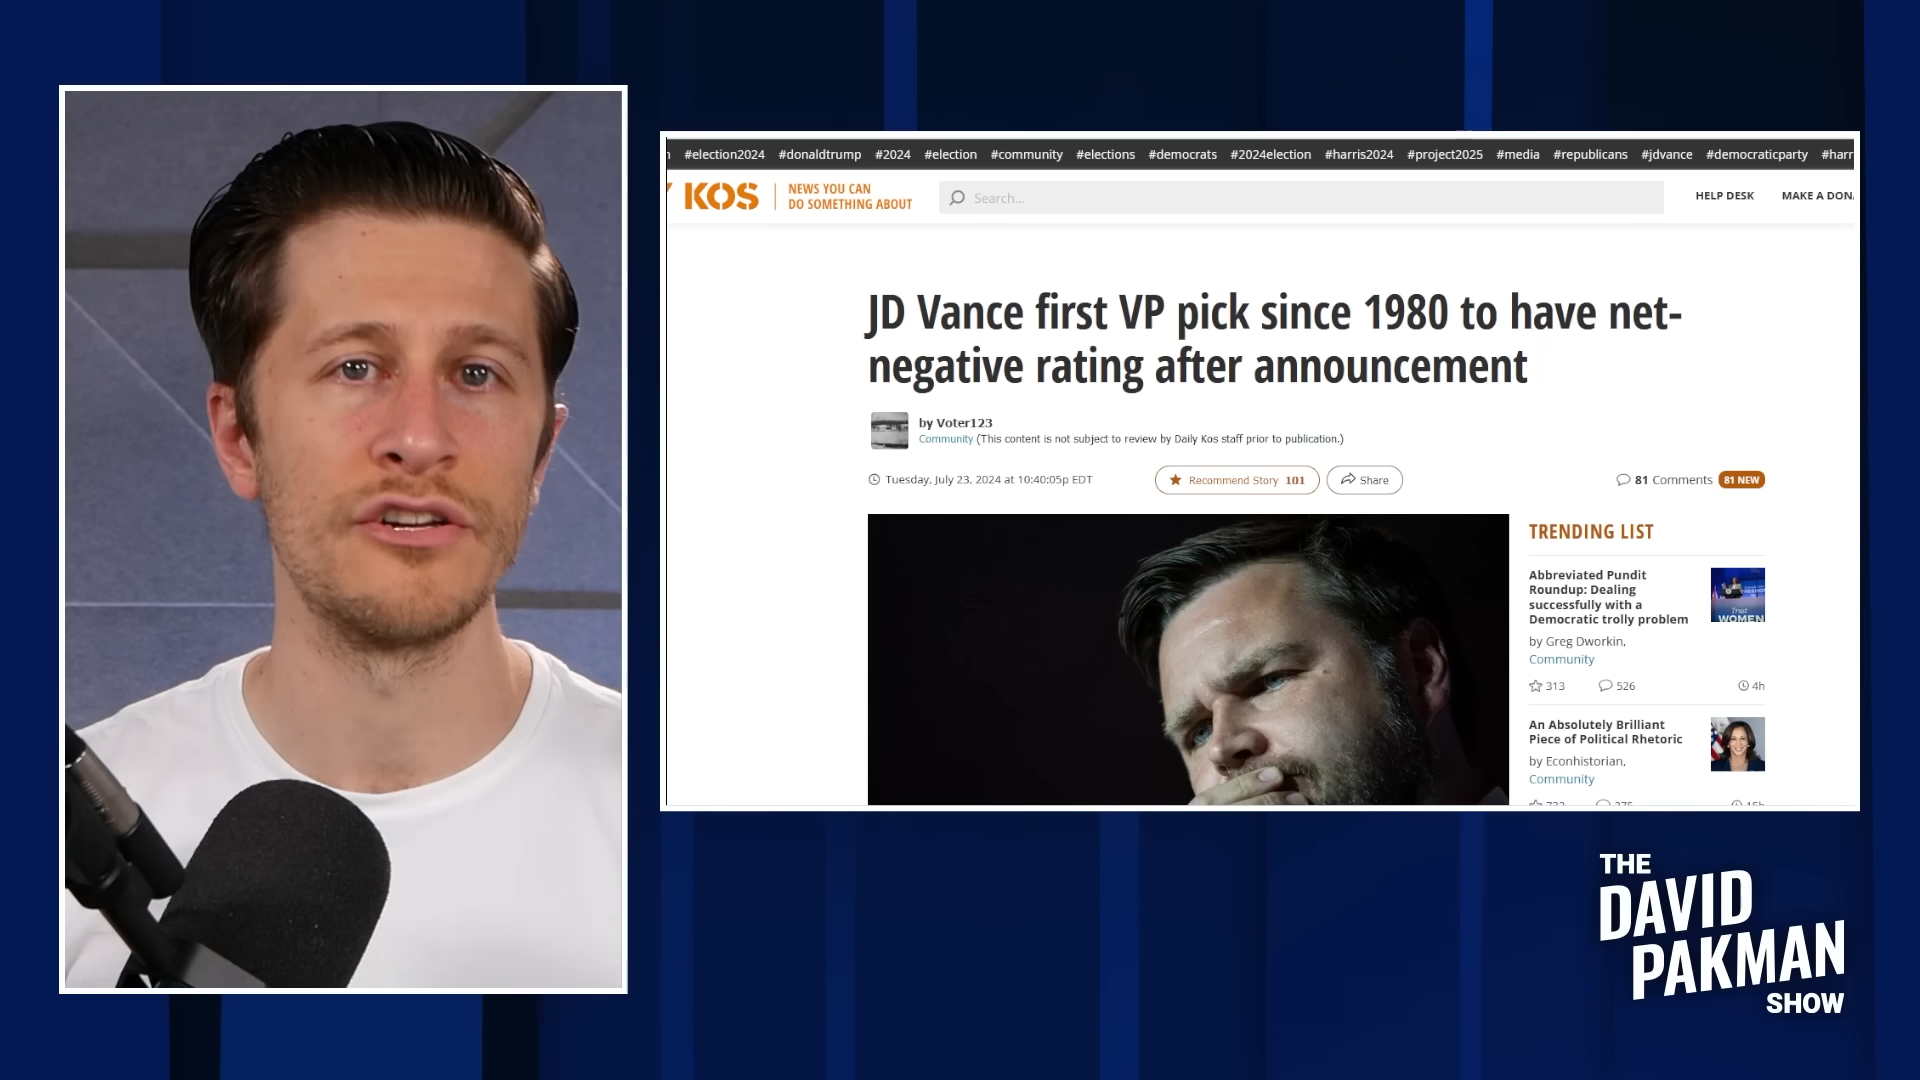 #election2024 #donaldtrump #2024 #election #community #elections #democrats #2024election #harris2024 #project2025 #media #republicans #jdvance #democraticparty #harr
KOS
NEWS YOU CAN
DO SOMETHING ABOUT
Search...
HELP DESK
MAKE A DON
JD Vance first VP pick since 1980 to have net-
negative rating after announcement
by Voter123
Community (This content is not subject to review by Daily Kos staff prior to publication.)
Tuesday, July 23, 2024 at 10:40:05p EDT
Recommend Story 101
Share
81 Comments 81 NEW
TRENDING LIST
Abbreviated Pundit
Roundup: Dealing
successfully with a
Democratic trolly problem
by Greg Dworkin,
Community
313 526 4h
Trust
WOMEN
An Absolutely Brilliant
Piece of Political Rhetoric
by Econhistorian,
Community
THE
DAVID
PAKMAN
SHOW